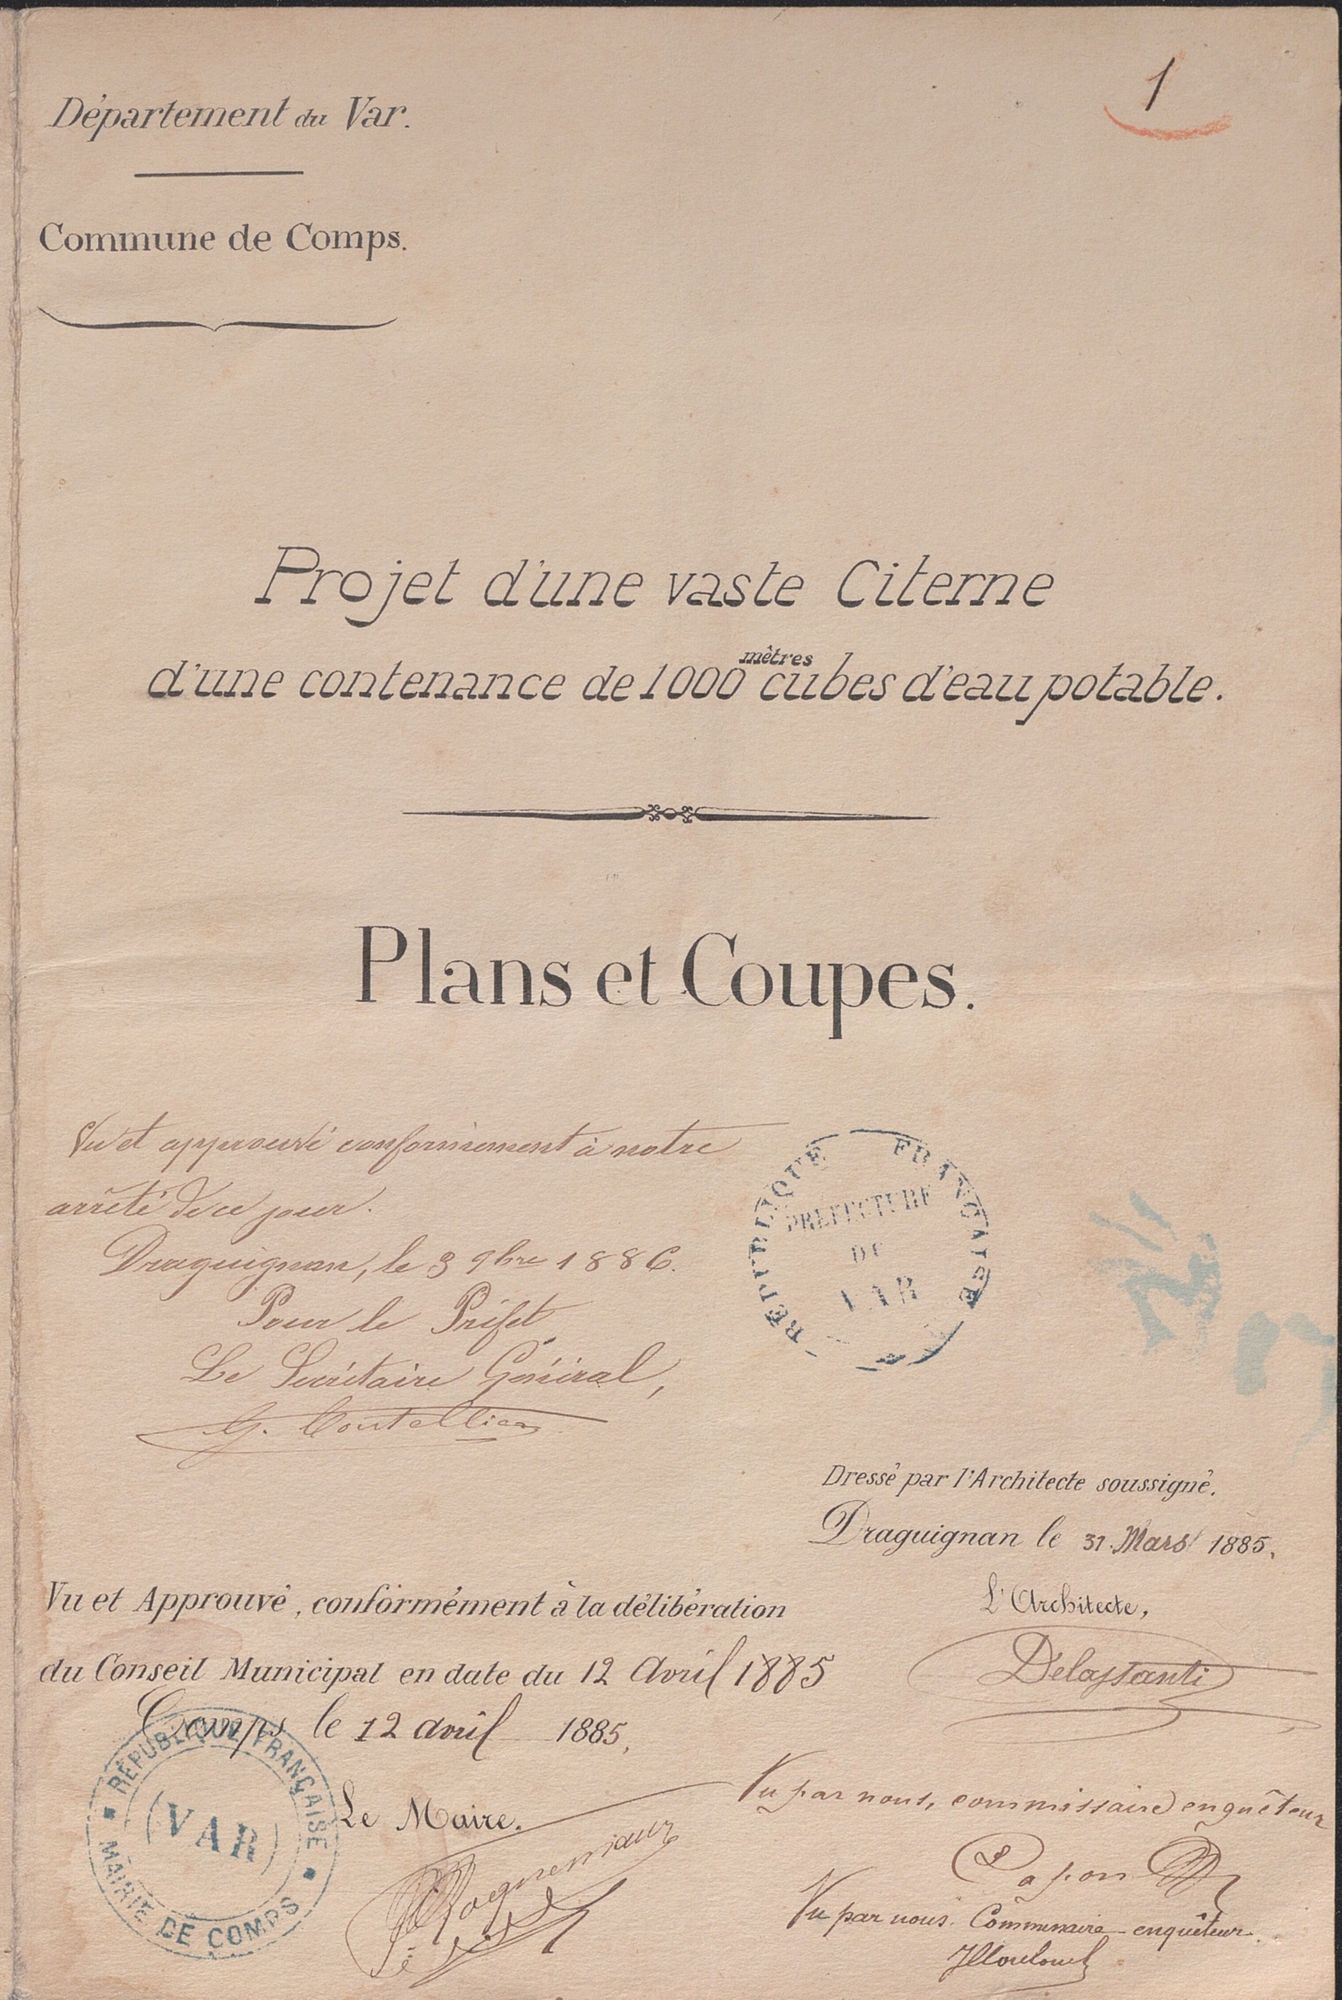 1
Département du Var.
Commune de Comps.
Projet d'une vaste Citerne
d'une contenance de 1000 mètres cubes d'eau potable.
Plans et Coupes.
Vu et approuvé conformément à notre
arrêté de ce jour.
Draguignan, le 3 9bre 1886.
Pour le Préfet,
Le Secrétaire Général,
RÉPUBLIQUE FRANÇAISE
PRÉFECTURE
DU
VAR
Dressé par l'Architecte soussigné.
Draguignan le 31 Mars 1885.
L'Architecte,
Vu et Approuvé, conformément à la délibération
du Conseil Municipal en date du 12 Avril 1885
Comps le 12 avril 1885.
Le Maire.
RÉPUBLIQUE FRANÇAISE
(VAR)
MAIRIE DE COMPS
Vu par nous, commissaire enquêteur
Papon
Vu par nous. Commissaire enquêteur.